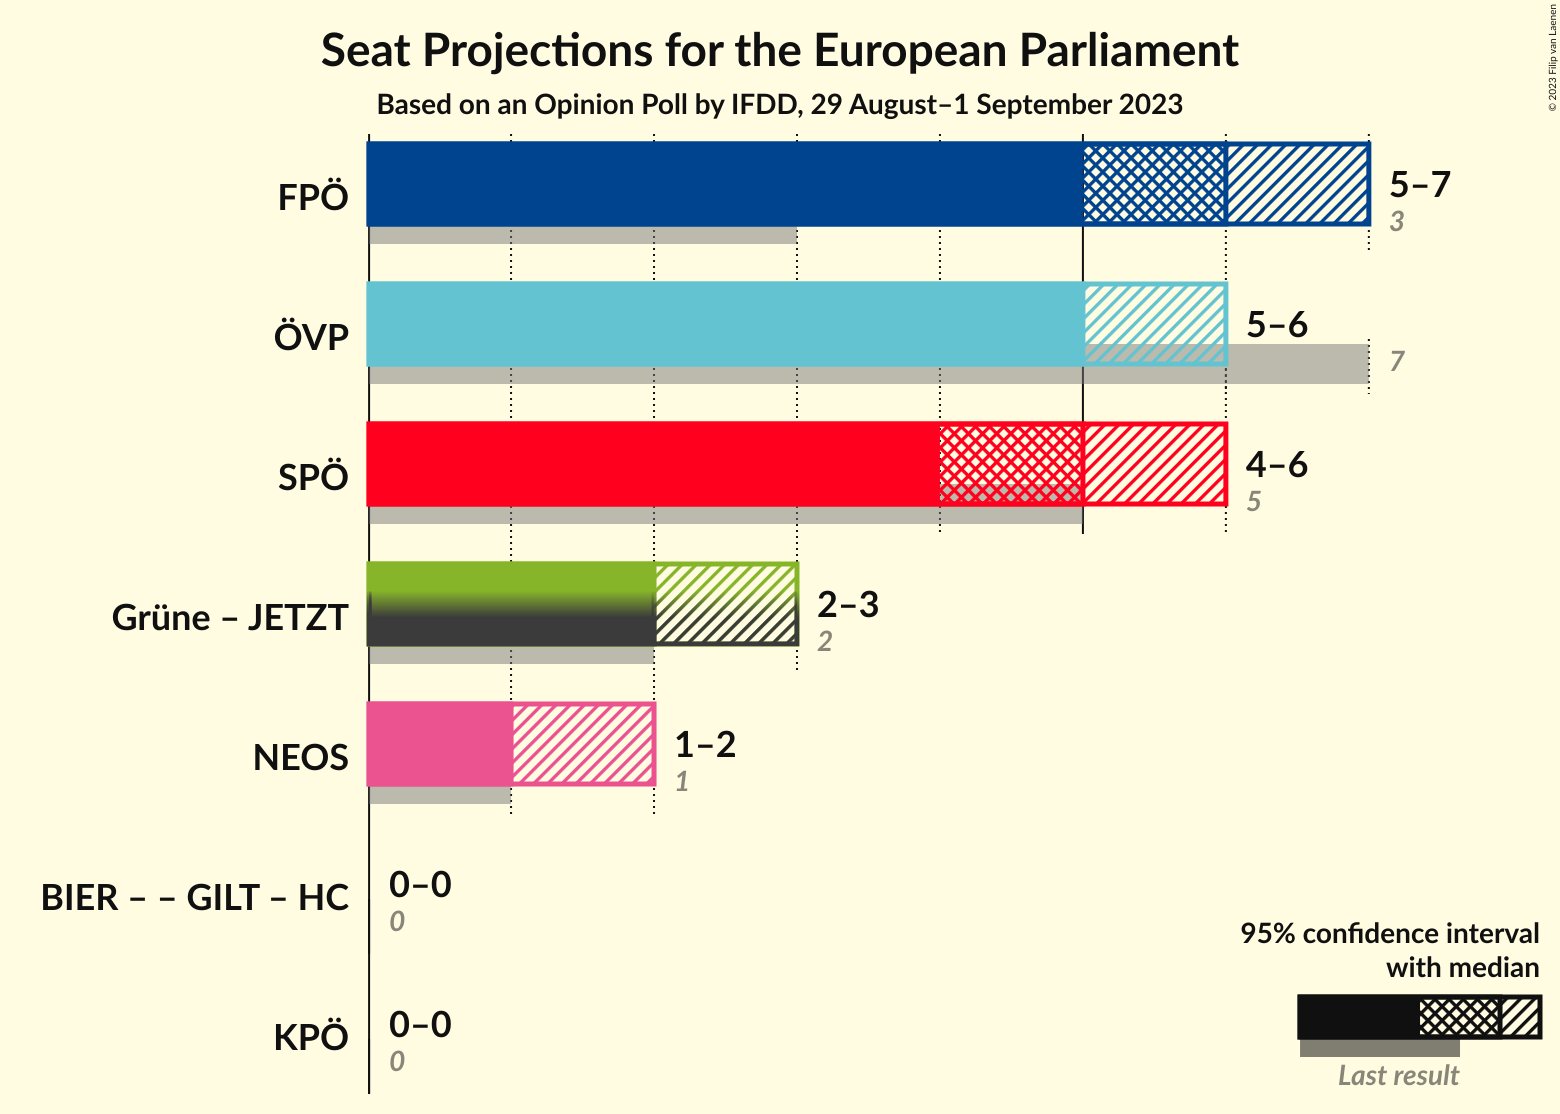 Seat Projections for the European Parliament
Based on an Opinion Poll by IFDD, 29 August–1 September 2023
© 2023 Filip van Laenen
FPÖ
5–7
3
ÖVP
5–6
7
SPÖ
4–6
5
Grüne – JETZT
2–3
2
NEOS
1–2
1
BIER – – GILT – HC
0–0
0
KPÖ
0–0
0
95% confidence interval
with median
Last result